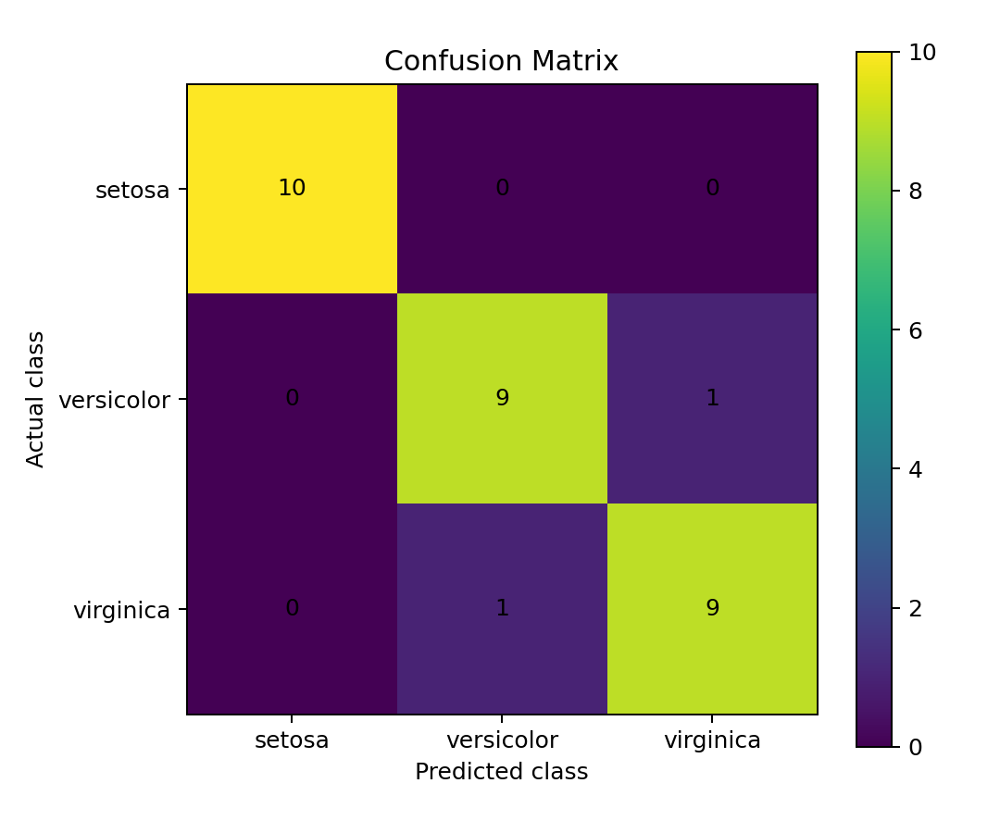 Confusion Matrix
10
setosa
10 0 0
8
6
Actual class
versicolor
0 9 1
4
virginica
0 1 9
2
setosa versicolor virginica
0
Predicted class